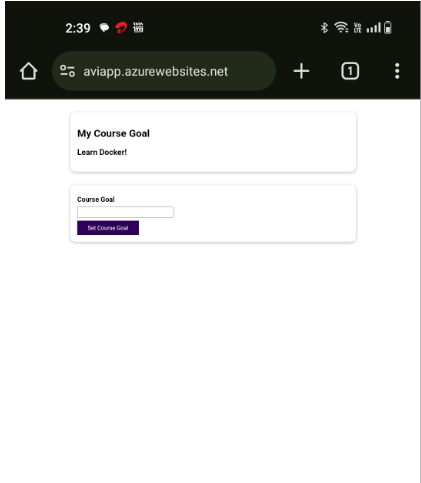 2:39
aviapp.azurewebsites.net
1
My Course Goal
Learn Docker!
Course Goal
Set Course Goal